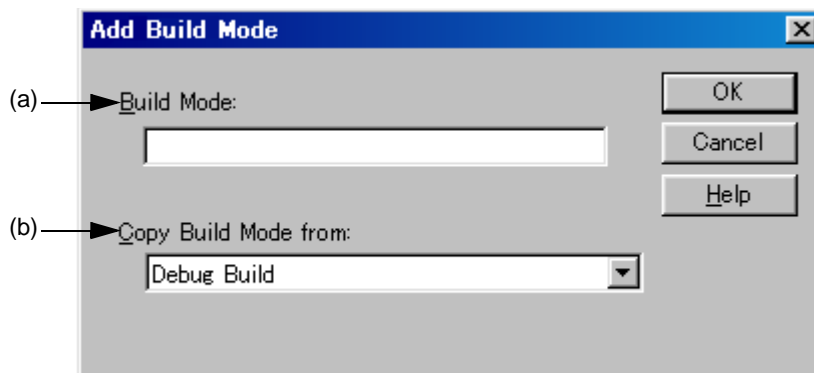 Add Build Mode
(a) Build Mode:
OK
Cancel
Help
(b) Copy Build Mode from:
Debug Build